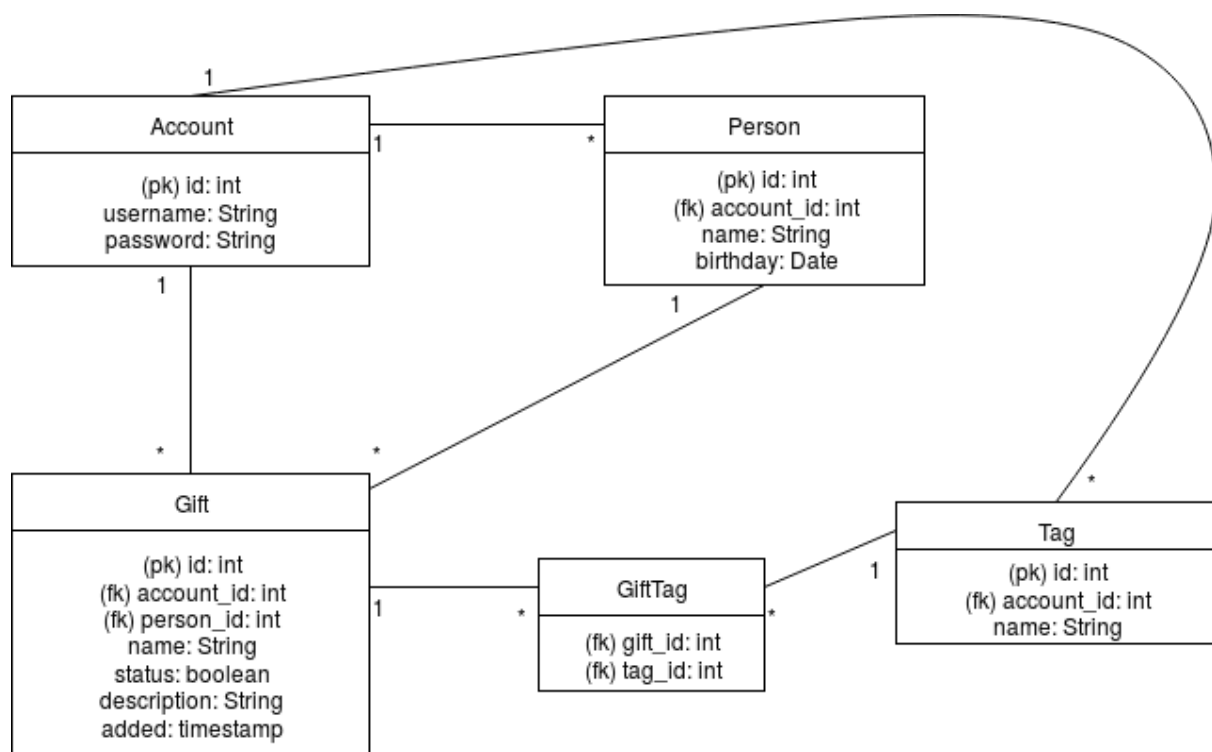 1
Account
(pk) id: int
username: String
password: String
1
*
Person
(pk) id: int
(fk) account_id: int
name: String
birthday: Date
1
1
*
*
*
Gift
(pk) id: int
(fk) account_id: int
(fk) person_id: int
name: String
status: boolean
description: String
added: timestamp
1
*
GiftTag
(fk) gift_id: int
(fk) tag_id: int
*
1
Tag
(pk) id: int
(fk) account_id: int
name: String